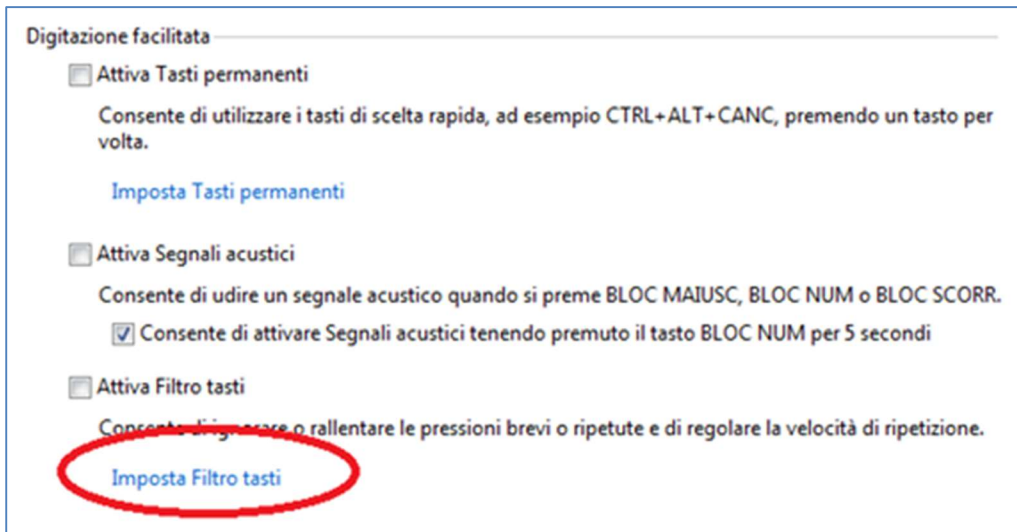 Digitazione facilitata
Attiva Tasti permanenti
Consente di utilizzare i tasti di scelta rapida, ad esempio CTRL+ALT+CANC, premendo un tasto per
volta.
Imposta Tasti permanenti
Attiva Segnali acustici
Consente di udire un segnale acustico quando si preme BLOC MAIUSC, BLOC NUM o BLOC SCORR.
Consente di attivare Segnali acustici tenendo premuto il tasto BLOC NUM per 5 secondi
Attiva Filtro tasti
Consente di ignorare o rallentare le pressioni brevi o ripetute e di regolare la velocità di ripetizione.
Imposta Filtro tasti